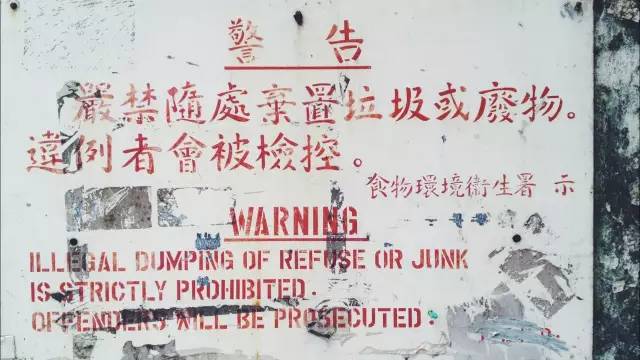 警告
嚴禁隨處棄置垃圾或廢物。
違例者會被檢控。
食物環境衞生署 示
WARNING
ILLEGAL DUMPING OF REFUSE OR JUNK
IS STRICTLY PROHIBITED.
OFFENDERS WILL BE PROSECUTED.